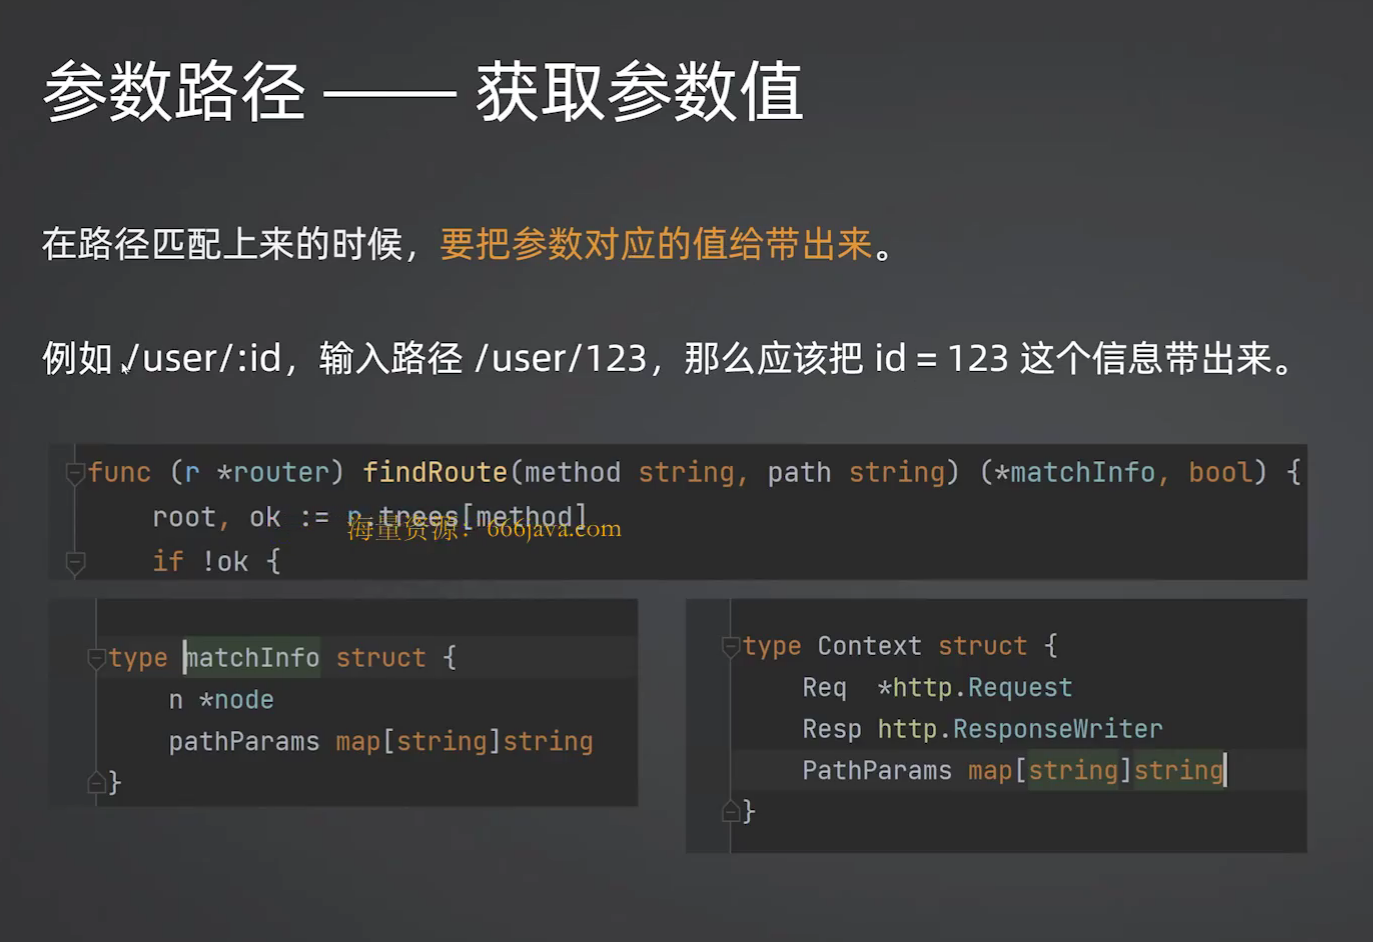 参数路径 —— 获取参数值
在路径匹配上来的时候，要把参数对应的值给带出来。
例如 /user/:id，输入路径 /user/123，那么应该把 id = 123 这个信息带出来。
func (r *router) findRoute(method string, path string) (*matchInfo, bool) {
root, ok := r.trees[method]
海量资源：666java.com
if !ok {
type matchInfo struct {
n *node
pathParams map[string]string
}
type Context struct {
Req *http.Request
Resp http.ResponseWriter
PathParams map[string]string
}